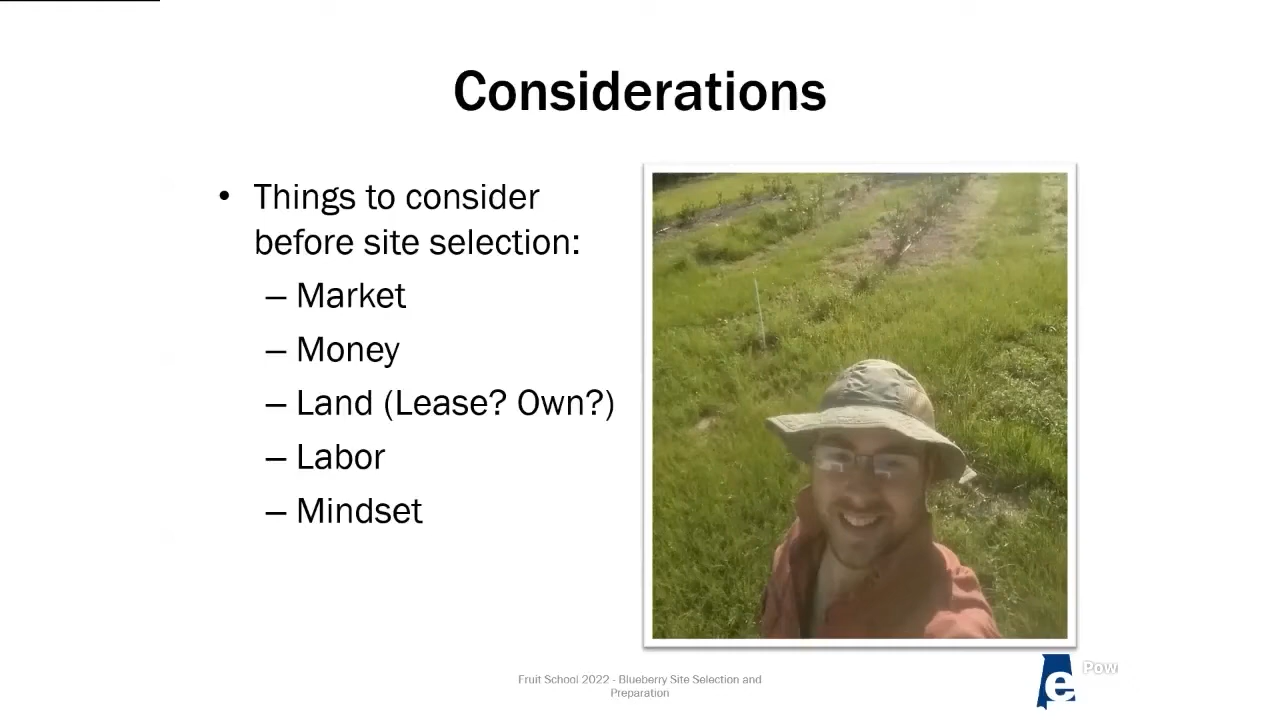 Considerations
• Things to consider
before site selection:
– Market
– Money
– Land (Lease? Own?)
– Labor
– Mindset
Fruit School 2022 - Blueberry Site Selection and
Preparation
e
Pow